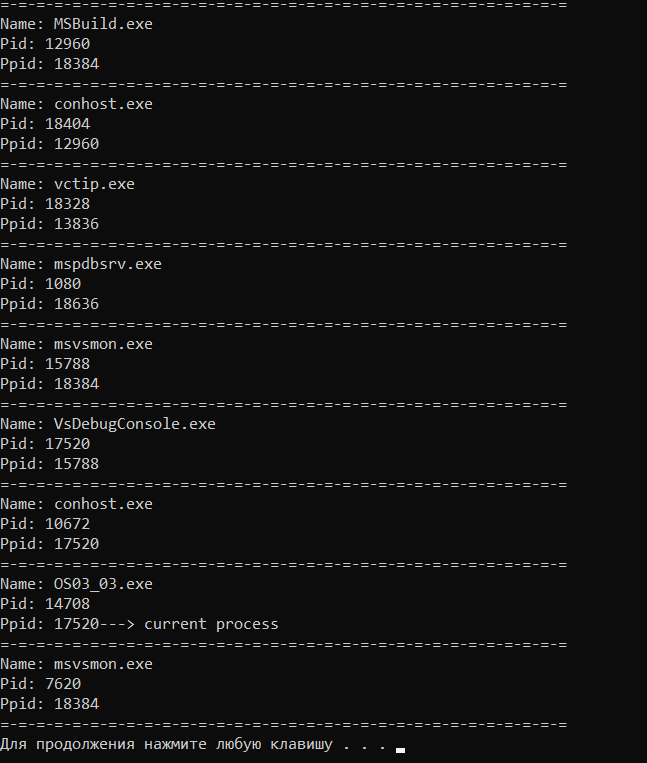 =-=-=-=-=-=-=-=-=-=-=-=-=-=-=-=-=-=-=-=-=-=-=-=-=-=-=-=-=-=-=-=
Name: MSBuild.exe
Pid: 12960
Ppid: 18384
=-=-=-=-=-=-=-=-=-=-=-=-=-=-=-=-=-=-=-=-=-=-=-=-=-=-=-=-=-=-=-=
Name: conhost.exe
Pid: 18404
Ppid: 12960
=-=-=-=-=-=-=-=-=-=-=-=-=-=-=-=-=-=-=-=-=-=-=-=-=-=-=-=-=-=-=-=
Name: vctip.exe
Pid: 18328
Ppid: 13836
=-=-=-=-=-=-=-=-=-=-=-=-=-=-=-=-=-=-=-=-=-=-=-=-=-=-=-=-=-=-=-=
Name: mspdbsrv.exe
Pid: 1080
Ppid: 18636
=-=-=-=-=-=-=-=-=-=-=-=-=-=-=-=-=-=-=-=-=-=-=-=-=-=-=-=-=-=-=-=
Name: msvsmon.exe
Pid: 15788
Ppid: 18384
=-=-=-=-=-=-=-=-=-=-=-=-=-=-=-=-=-=-=-=-=-=-=-=-=-=-=-=-=-=-=-=
Name: VsDebugConsole.exe
Pid: 17520
Ppid: 15788
=-=-=-=-=-=-=-=-=-=-=-=-=-=-=-=-=-=-=-=-=-=-=-=-=-=-=-=-=-=-=-=
Name: conhost.exe
Pid: 10672
Ppid: 17520
=-=-=-=-=-=-=-=-=-=-=-=-=-=-=-=-=-=-=-=-=-=-=-=-=-=-=-=-=-=-=-=
Name: OS03_03.exe
Pid: 14708
Ppid: 17520---> current process
=-=-=-=-=-=-=-=-=-=-=-=-=-=-=-=-=-=-=-=-=-=-=-=-=-=-=-=-=-=-=-=
Name: msvsmon.exe
Pid: 7620
Ppid: 18384
=-=-=-=-=-=-=-=-=-=-=-=-=-=-=-=-=-=-=-=-=-=-=-=-=-=-=-=-=-=-=-=
Для продолжения нажмите любую клавишу . . .